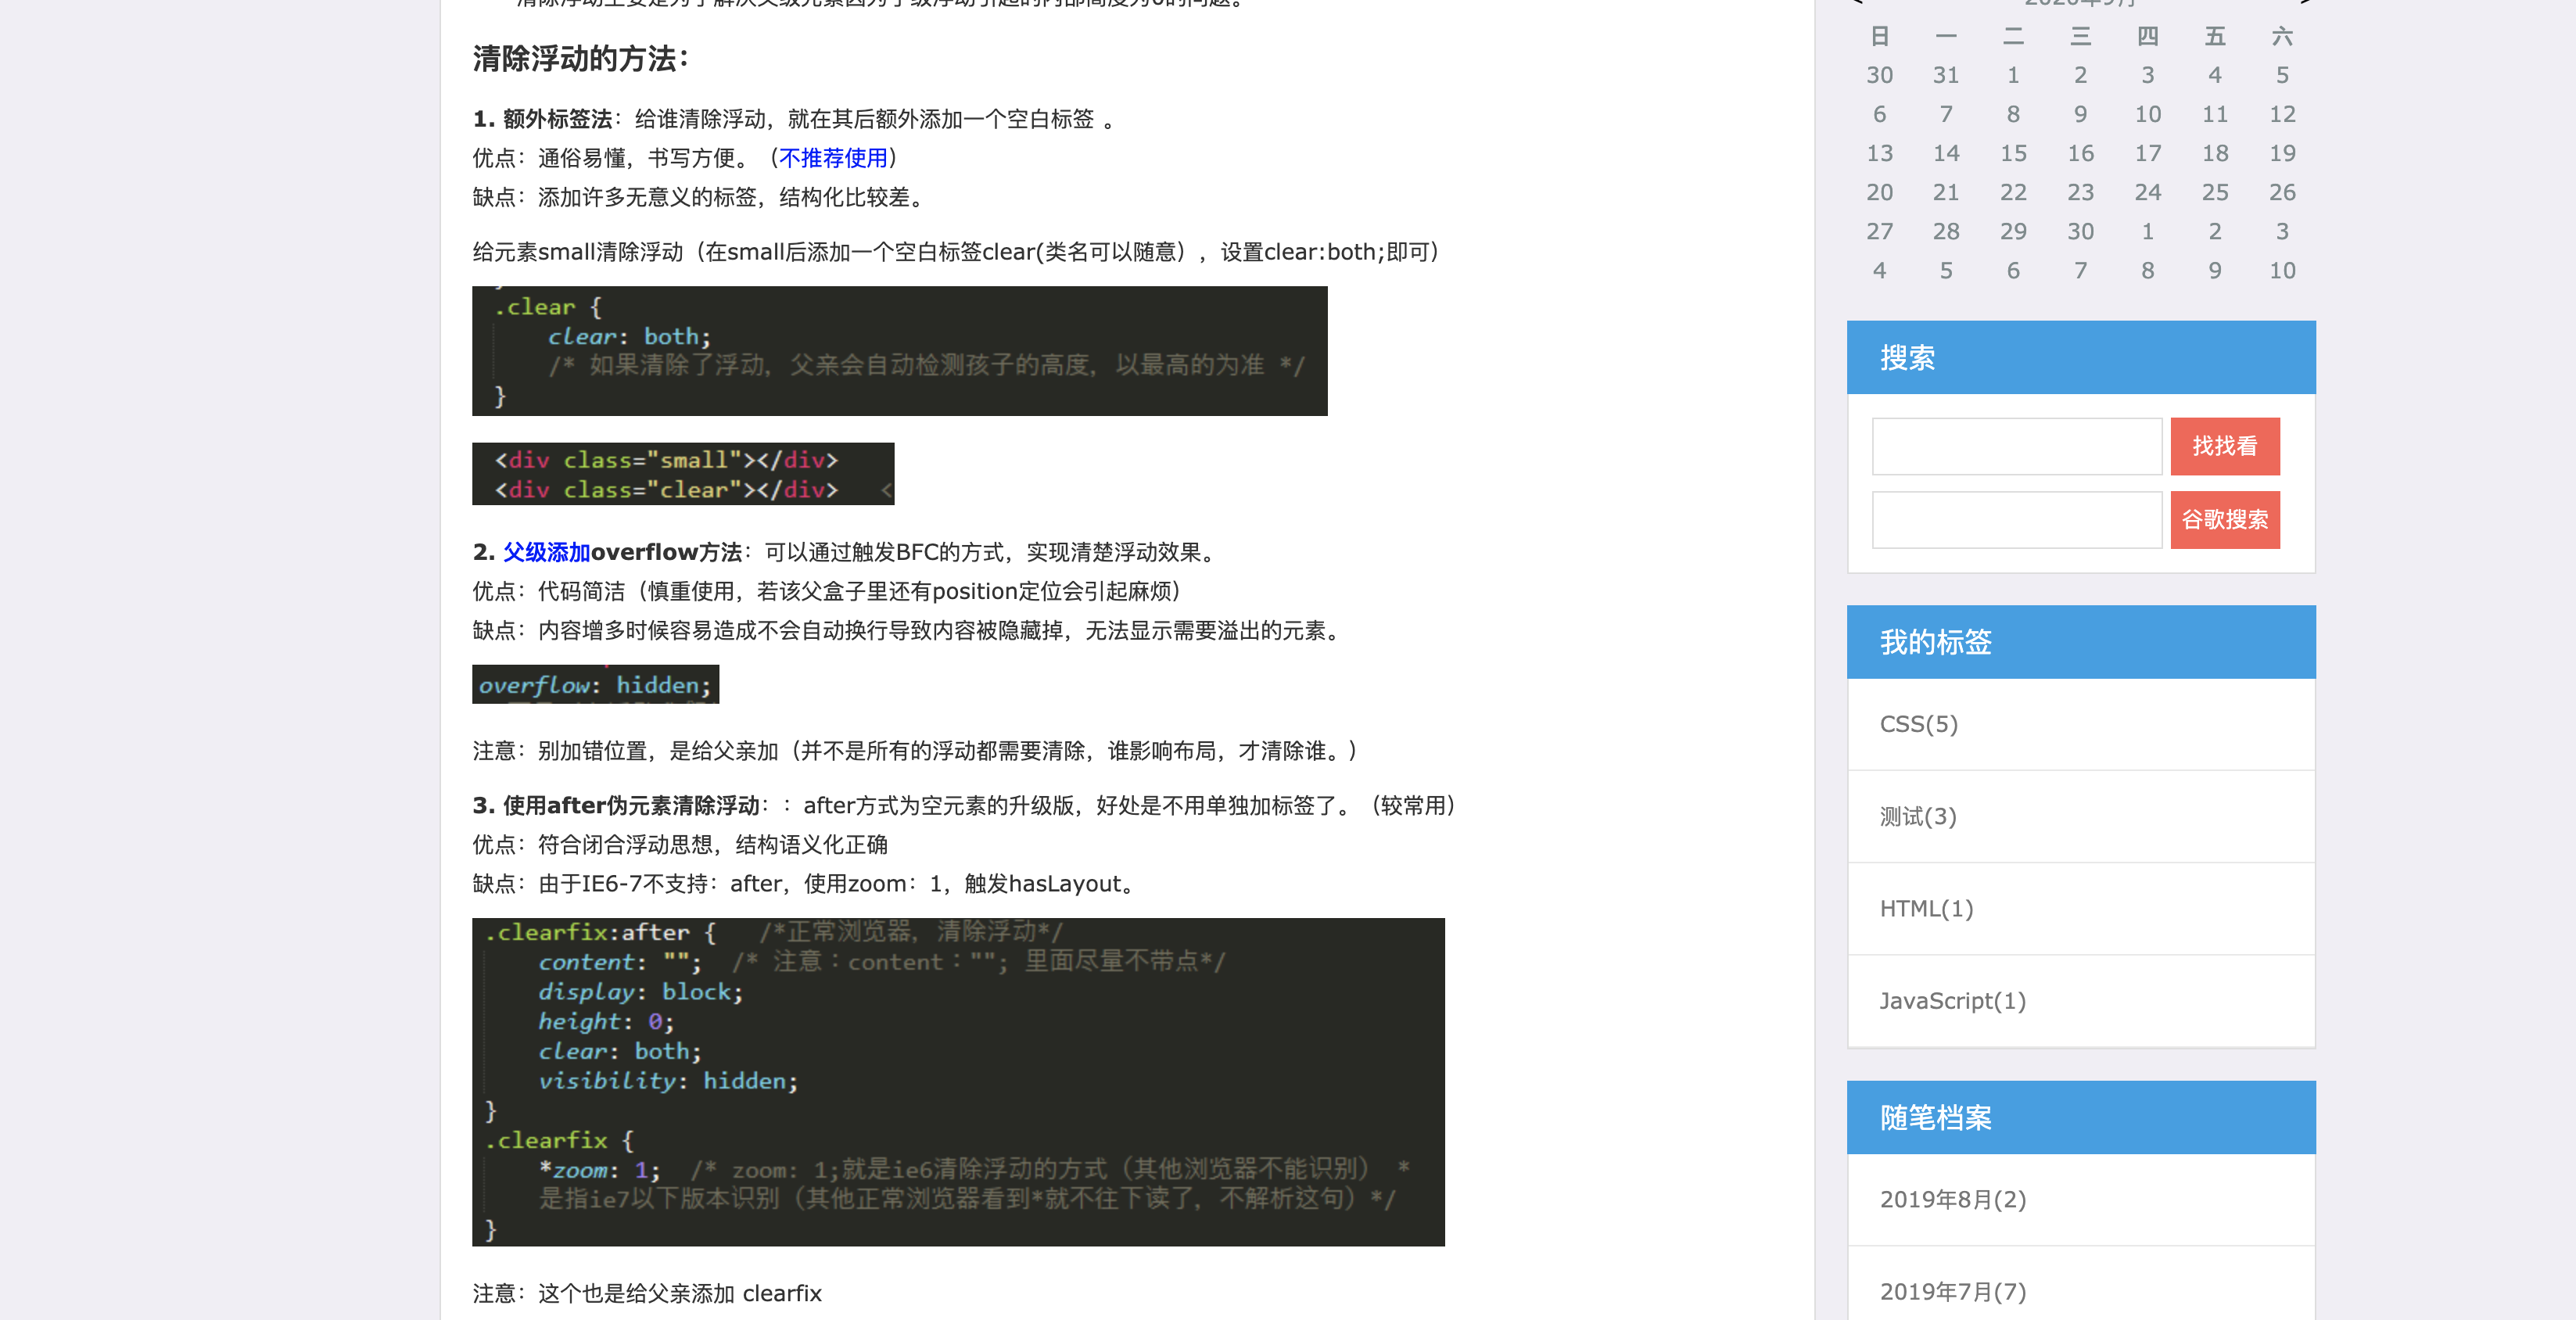 清除浮动的方法：
1. 额外标签法：给谁清除浮动，就在其后额外添加一个空白标签 。
优点：通俗易懂，书写方便。（不推荐使用）
缺点：添加许多无意义的标签，结构化比较差。
给元素small清除浮动（在small后添加一个空白标签clear(类名可以随意），设置clear:both;即可）
.clear {
clear: both;
/* 如果清除了浮动，父亲会自动检测孩子的高度，以最高的为准 */
}
<div class="small"></div>
<div class="clear"></div> <
2. 父级添加overflow方法：可以通过触发BFC的方式，实现清楚浮动效果。
优点：代码简洁（慎重使用，若该父盒子里还有position定位会引起麻烦）
缺点：内容增多时候容易造成不会自动换行导致内容被隐藏掉，无法显示需要溢出的元素。
overflow: hidden;
注意：别加错位置，是给父亲加（并不是所有的浮动都需要清除，谁影响布局，才清除谁。）
3. 使用after伪元素清除浮动：：after方式为空元素的升级版，好处是不用单独加标签了。（较常用）
优点：符合闭合浮动思想，结构语义化正确
缺点：由于IE6-7不支持：after，使用zoom：1，触发hasLayout。
.clearfix:after { /*正常浏览器，清除浮动*/
content: ""; /* 注意：content：""; 里面尽量不带点*/
display: block;
height: 0;
clear: both;
visibility: hidden;
}
.clearfix {
*zoom: 1; /* zoom: 1;就是ie6清除浮动的方式（其他浏览器不能识别） *
是指ie7以下版本识别（其他正常浏览器看到*就不往下读了，不解析这句）*/
}
注意：这个也是给父亲添加 clearfix
日 一 二 三 四 五 六
30 31 1 2 3 4 5
6 7 8 9 10 11 12
13 14 15 16 17 18 19
20 21 22 23 24 25 26
27 28 29 30 1 2 3
4 5 6 7 8 9 10
搜索
找找看
谷歌搜索
我的标签
CSS(5)
测试(3)
HTML(1)
JavaScript(1)
随笔档案
2019年8月(2)
2019年7月(7)